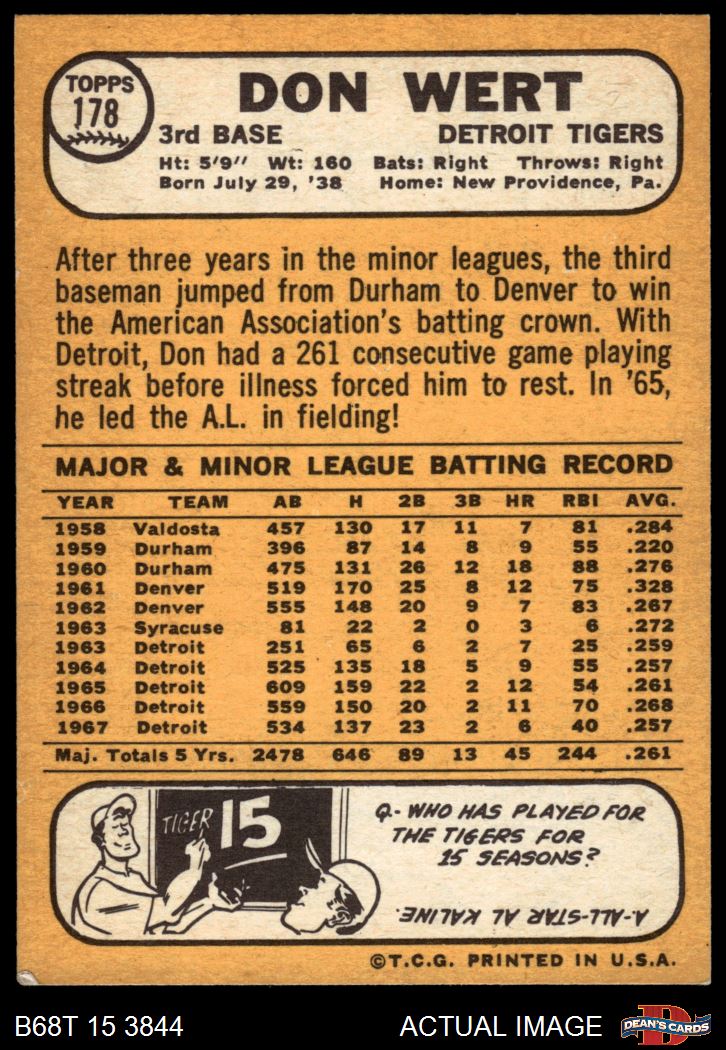 TOPPS
178
DON WERT
3rd BASE DETROIT TIGERS
Ht: 5'9" Wt: 160 Bats: Right Throws: Right
Born July 29, '38 Home: New Providence, Pa.
After three years in the minor leagues, the third
baseman jumped from Durham to Denver to win
the American Association's batting crown. With
Detroit, Don had a 261 consecutive game playing
streak before illness forced him to rest. In '65,
he led the A.L. in fielding!
MAJOR & MINOR LEAGUE BATTING RECORD
YEAR TEAM AB H 2B 3B HR RBI AVG.
1958 Valdosta 457 130 17 11 7 81 .284
1959 Durham 396 87 14 8 9 55 .220
1960 Durham 475 131 26 12 18 88 .276
1961 Denver 519 170 25 8 12 75 .328
1962 Denver 555 148 20 9 7 83 .267
1963 Syracuse 81 22 2 0 3 6 .272
1963 Detroit 251 65 6 2 7 25 .259
1964 Detroit 525 135 18 5 9 55 .257
1965 Detroit 609 159 22 2 12 54 .261
1966 Detroit 559 150 20 2 11 70 .268
1967 Detroit 534 137 23 2 6 40 .257
Maj. Totals 5 Yrs. 2478 646 89 13 45 244 .261
TIGER 15
Q.- WHO HAS PLAYED FOR
THE TIGERS FOR
15 SEASONS?
A-ALL-STAR AL KALINE.
©T.C.G. PRINTED IN U.S.A.
B68T 15 3844 ACTUAL IMAGE
D
DEAN'S CARDS